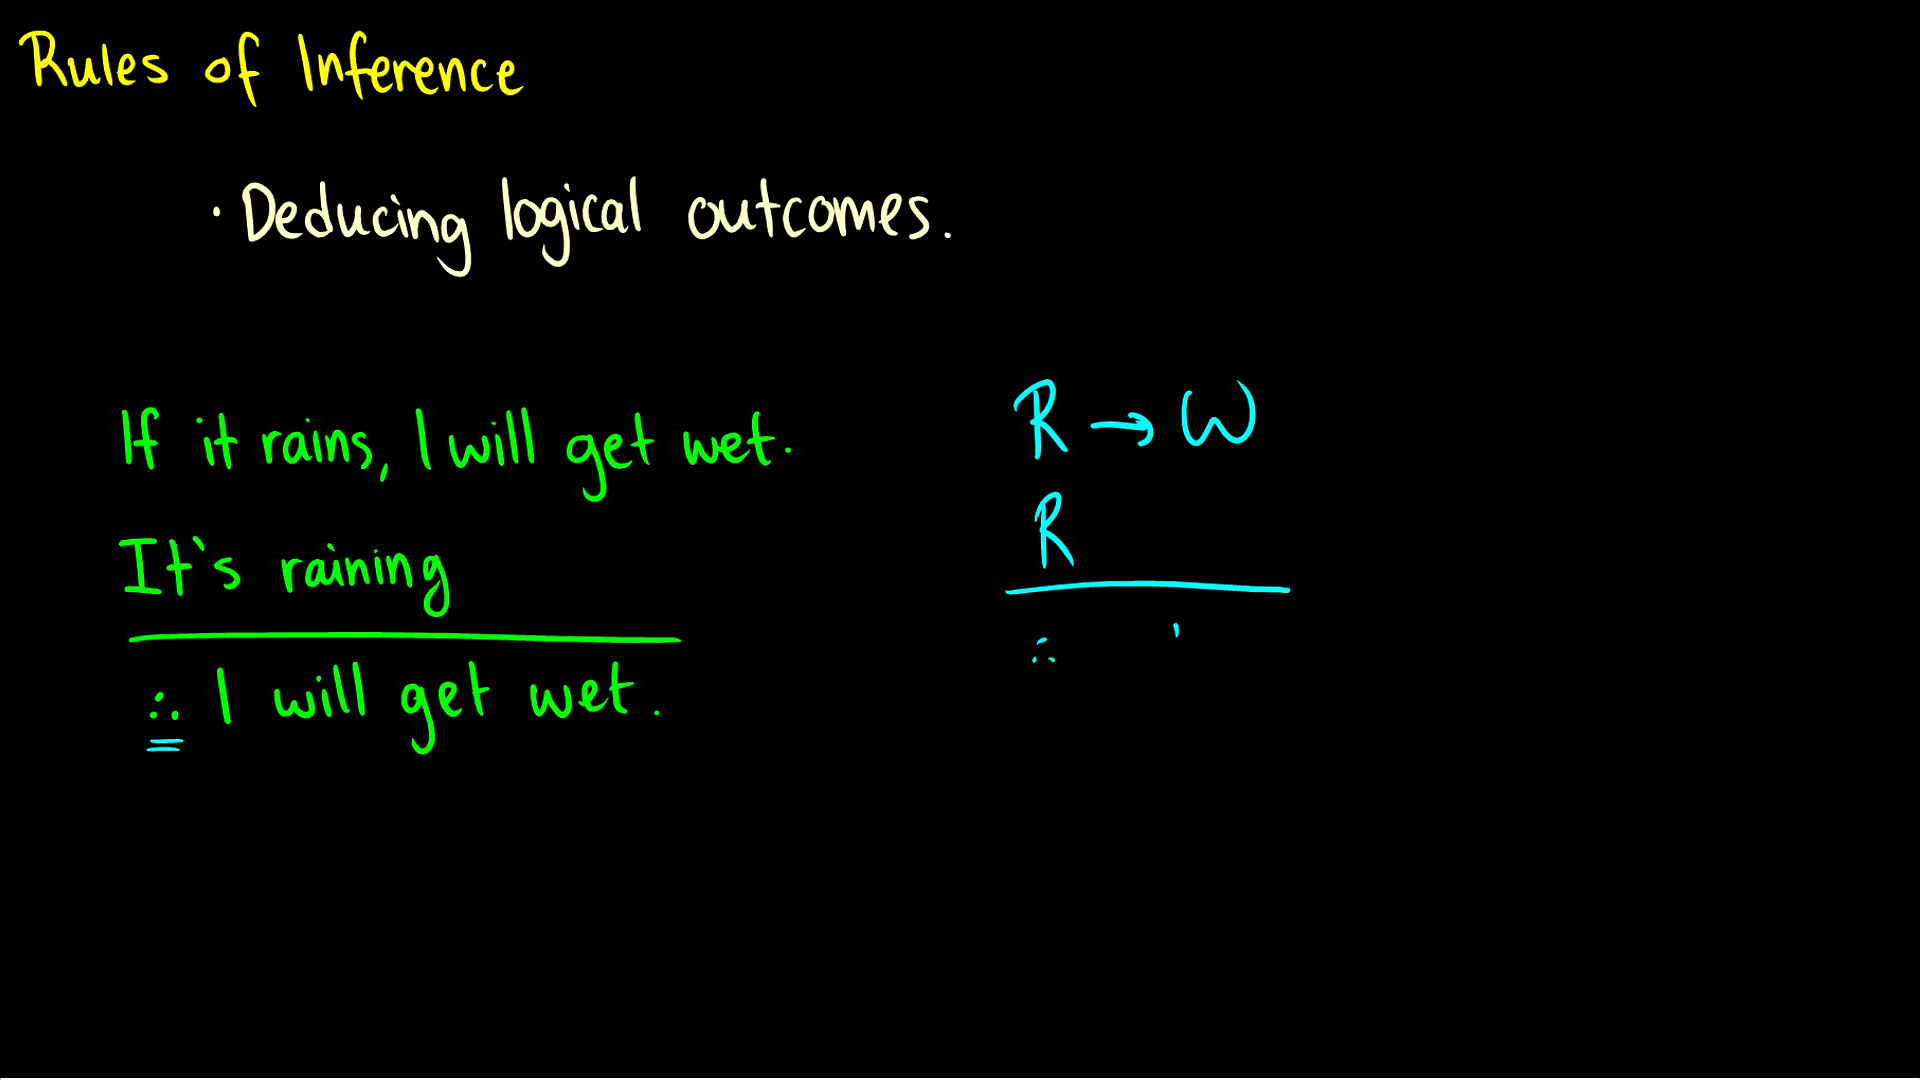 Rules of Inference
· Deducing logical outcomes.
If it rains, I will get wet.
It's raining
∴ I will get wet.
R → W
R
∴